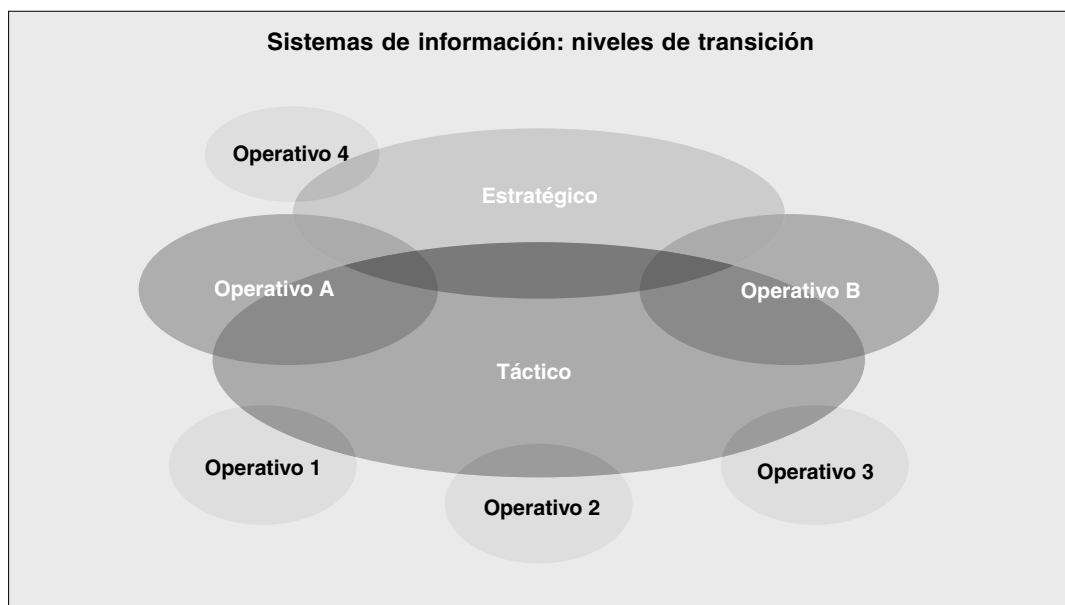 Sistemas de información: niveles de transición
Operativo 4
Estratégico
Operativo A
Operativo B
Táctico
Operativo 1
Operativo 2
Operativo 3